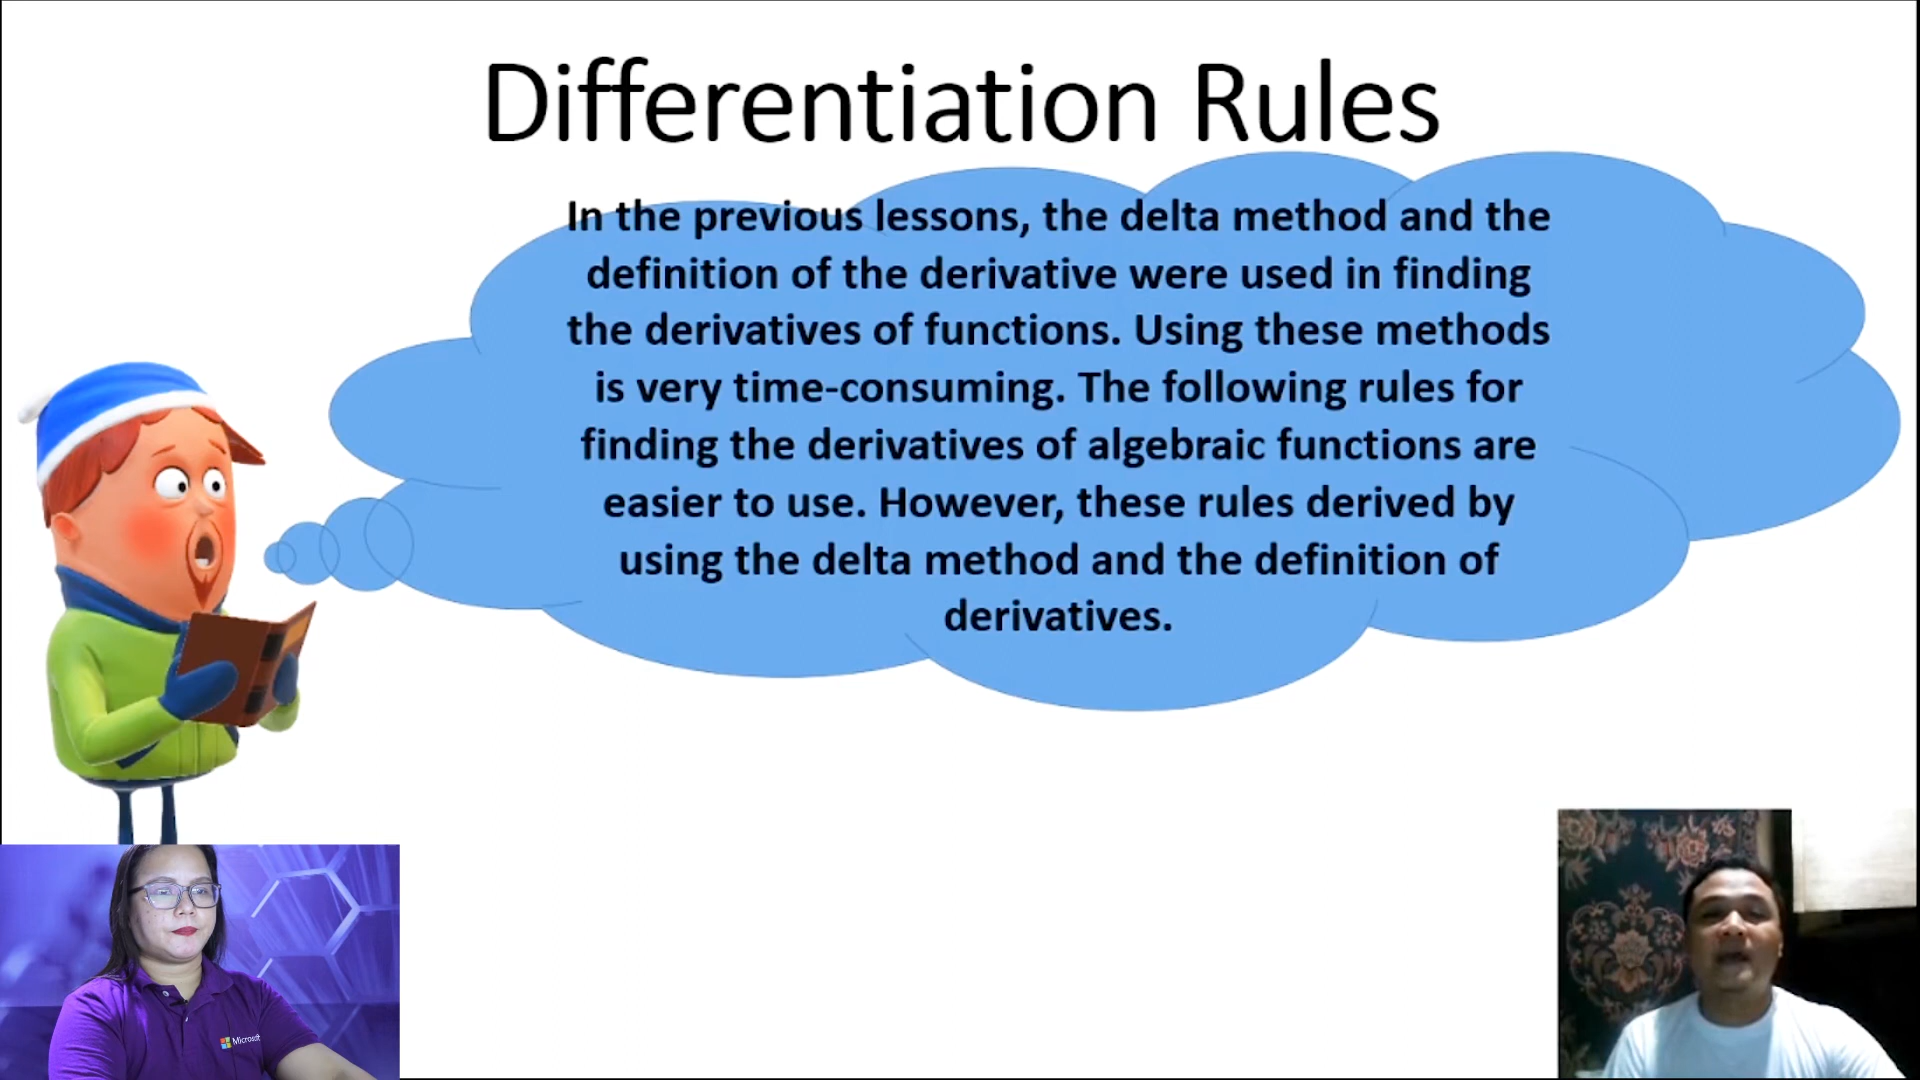 Differentiation Rules
In the previous lessons, the delta method and the
definition of the derivative were used in finding
the derivatives of functions. Using these methods
is very time-consuming. The following rules for
finding the derivatives of algebraic functions are
easier to use. However, these rules derived by
using the delta method and the definition of
derivatives.
Microsoft